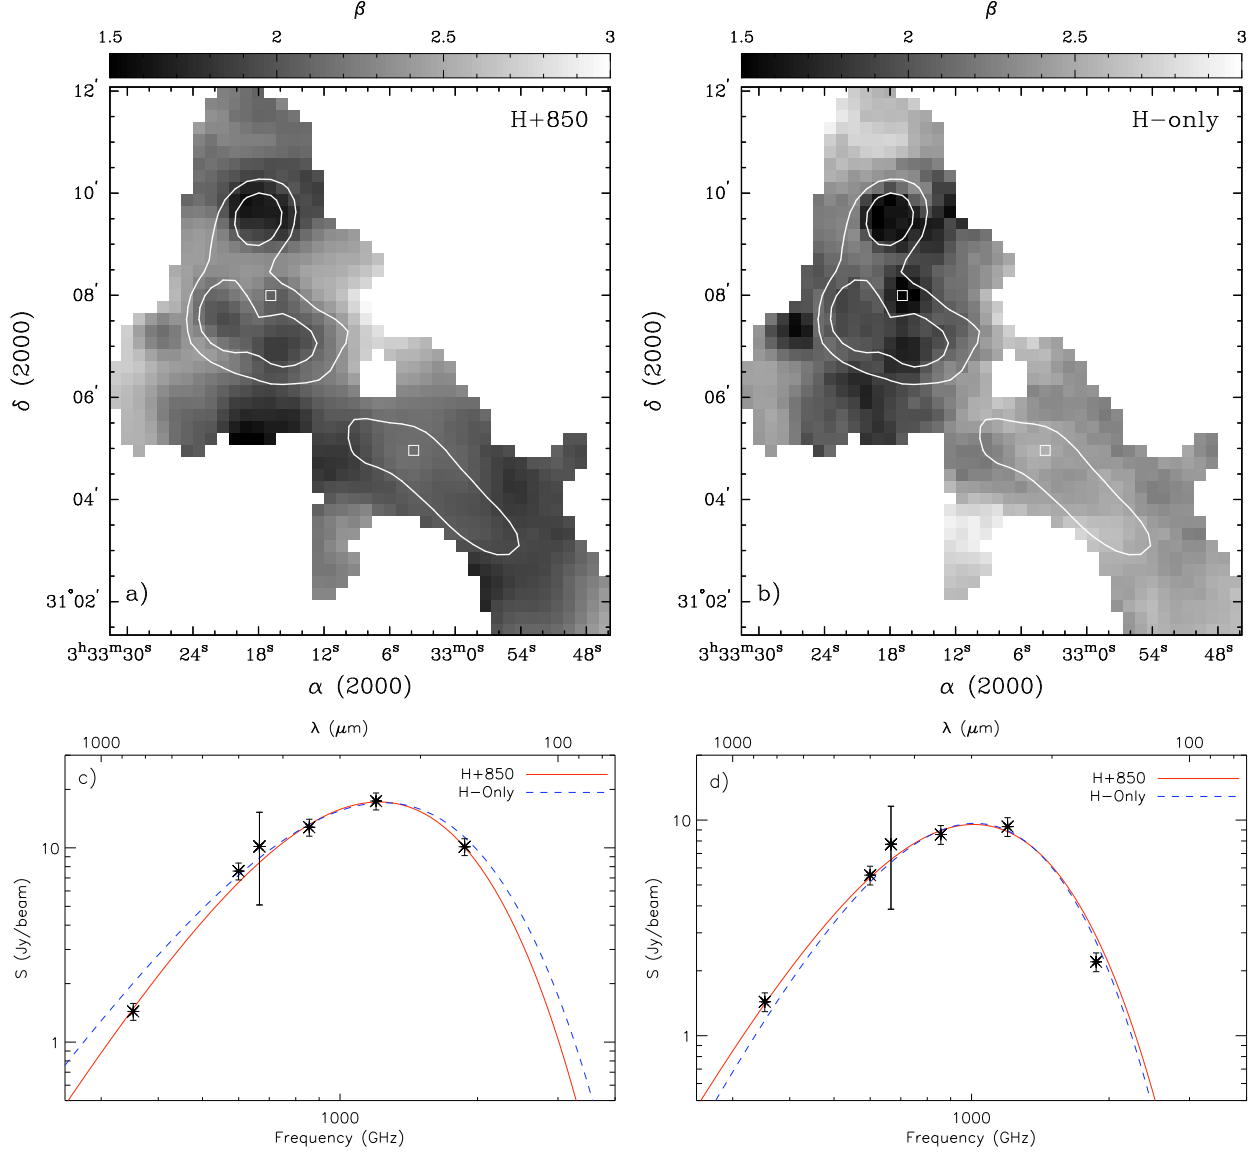 β
1.5 2 2.5 3
H+850
12′
10′
08′
06′
04′
31°02′
δ (2000)
a)
3ʰ33ᵐ30ˢ 24ˢ 18ˢ 12ˢ 6ˢ 33ᵐ0ˢ 54ˢ 48ˢ
α (2000)
β
1.5 2 2.5 3
H−only
12′
10′
08′
06′
04′
31°02′
δ (2000)
b)
3ʰ33ᵐ30ˢ 24ˢ 18ˢ 12ˢ 6ˢ 33ᵐ0ˢ 54ˢ 48ˢ
α (2000)
λ (μm)
1000 100
c)
H+850
H−Only
10
1
S (Jy/beam)
1000
Frequency (GHz)
λ (μm)
1000 100
d)
H+850
H−Only
10
1
S (Jy/beam)
1000
Frequency (GHz)